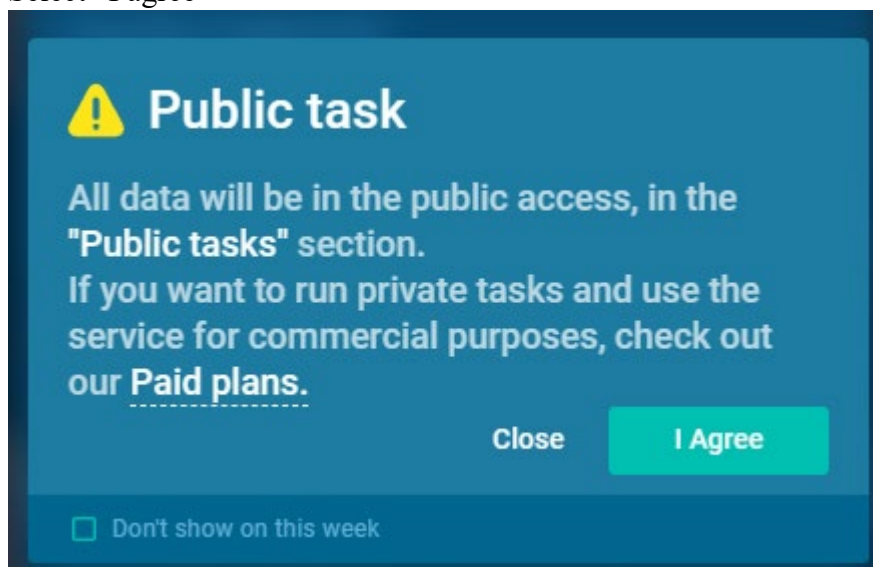 Public task
All data will be in the public access, in the
"Public tasks" section.
If you want to run private tasks and use the
service for commercial purposes, check out
our Paid plans.
Close
I Agree
Don't show on this week